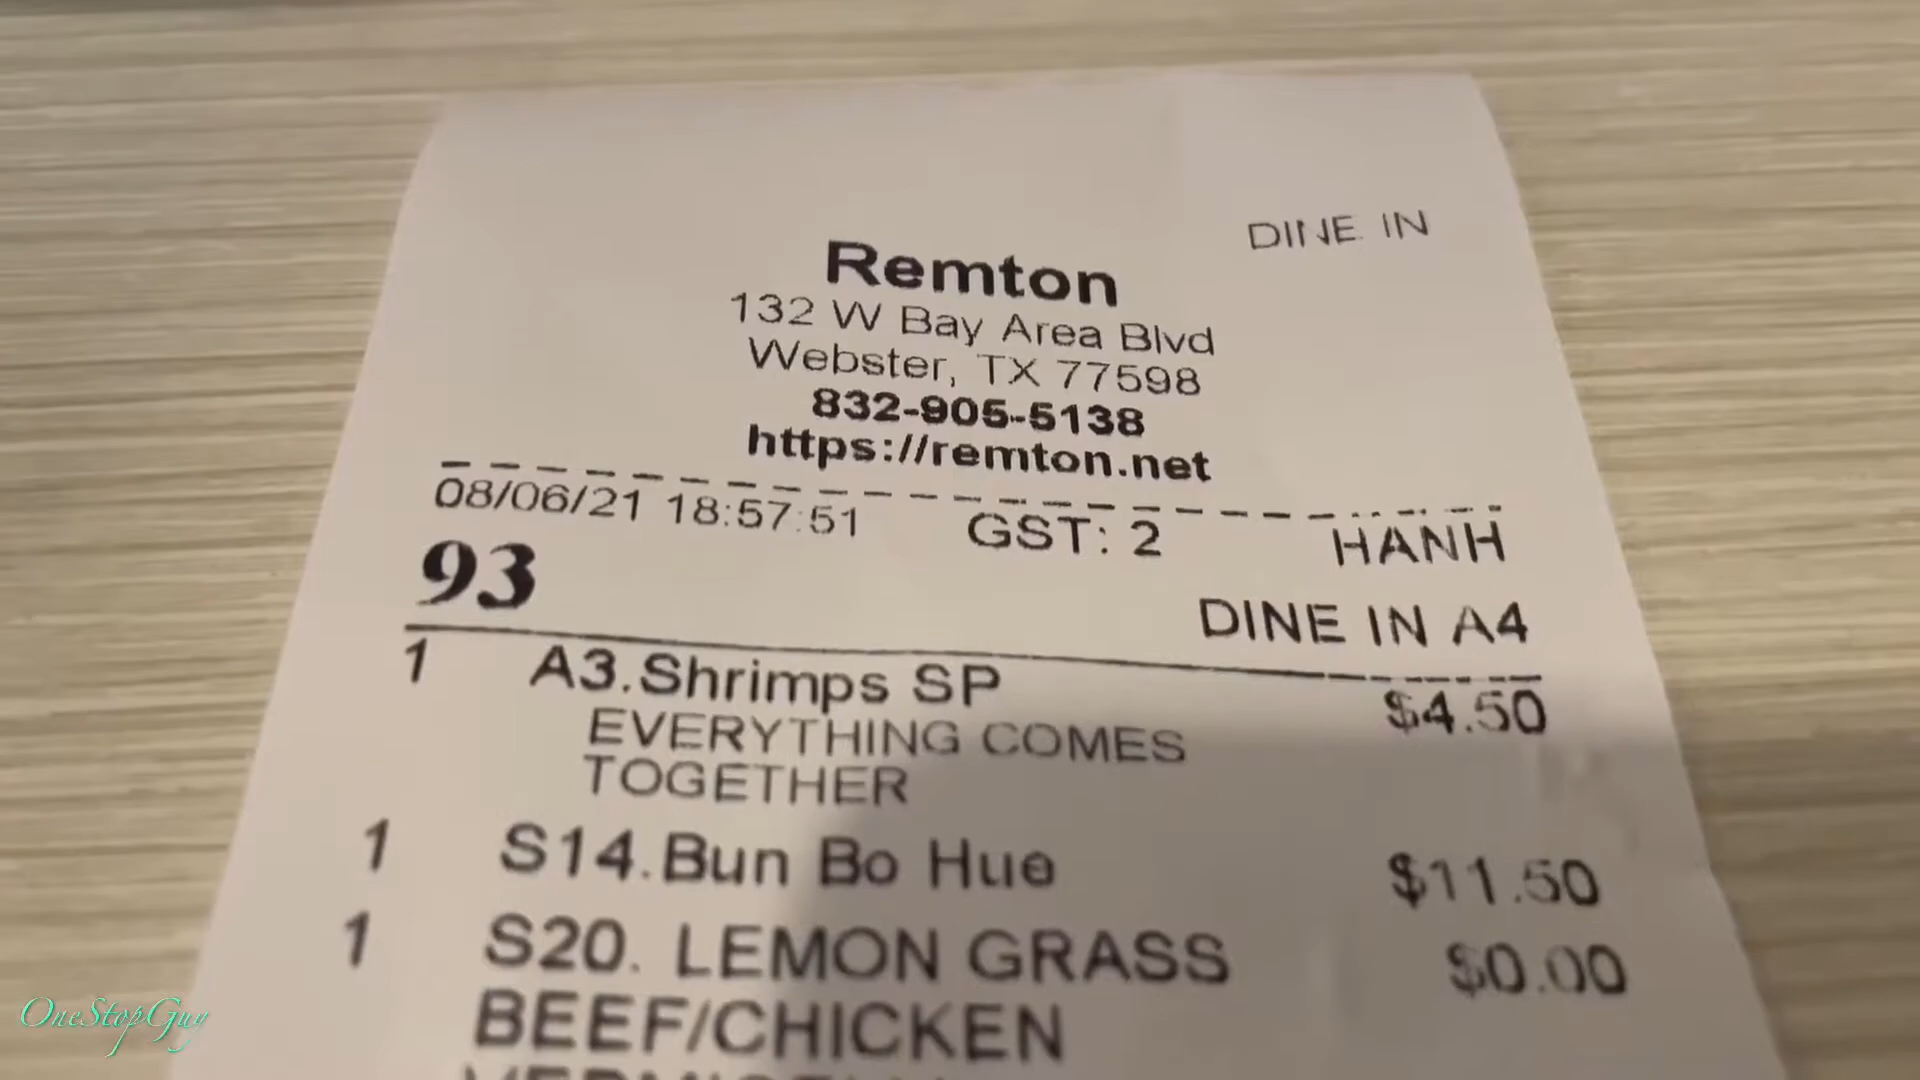 DINE IN
Remton
132 W Bay Area Blvd
Webster, TX 77598
832-905-5138
https://remton.net
08/06/21 18:57:51 GST: 2 HANH
93
DINE IN A4
1 A3.Shrimps SP $4.50
EVERYTHING COMES
TOGETHER
1 S14.Bun Bo Hue $11.50
1 S20. LEMON GRASS $0.00
BEEF/CHICKEN
OneStopGuy